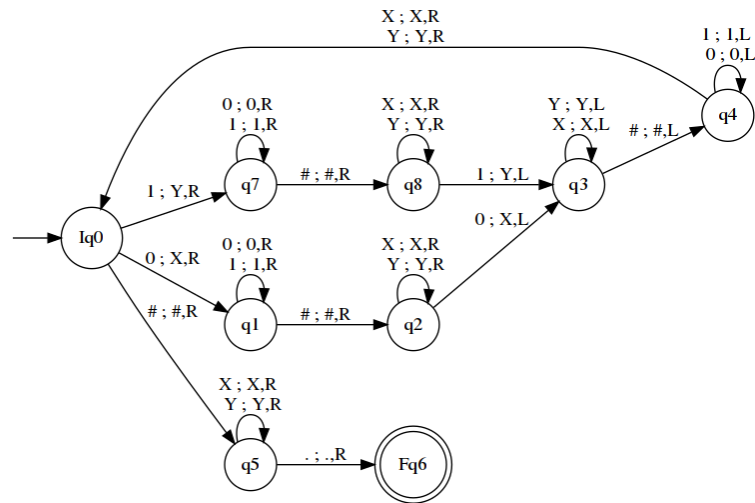 X ; X,R
Y ; Y,R
1 ; 1,L
0 ; 0,L
q4
0 ; 0,R
1 ; 1,R
X ; X,R
Y ; Y,R
Y ; Y,L
X ; X,L
# ; #,L
q7
# ; #,R
q8
1 ; Y,L
q3
1 ; Y,R
0 ; X,L
Iq0
0 ; X,R
0 ; 0,R
1 ; 1,R
X ; X,R
Y ; Y,R
# ; #,R
q1
# ; #,R
q2
X ; X,R
Y ; Y,R
q5
. ; .,R
Fq6